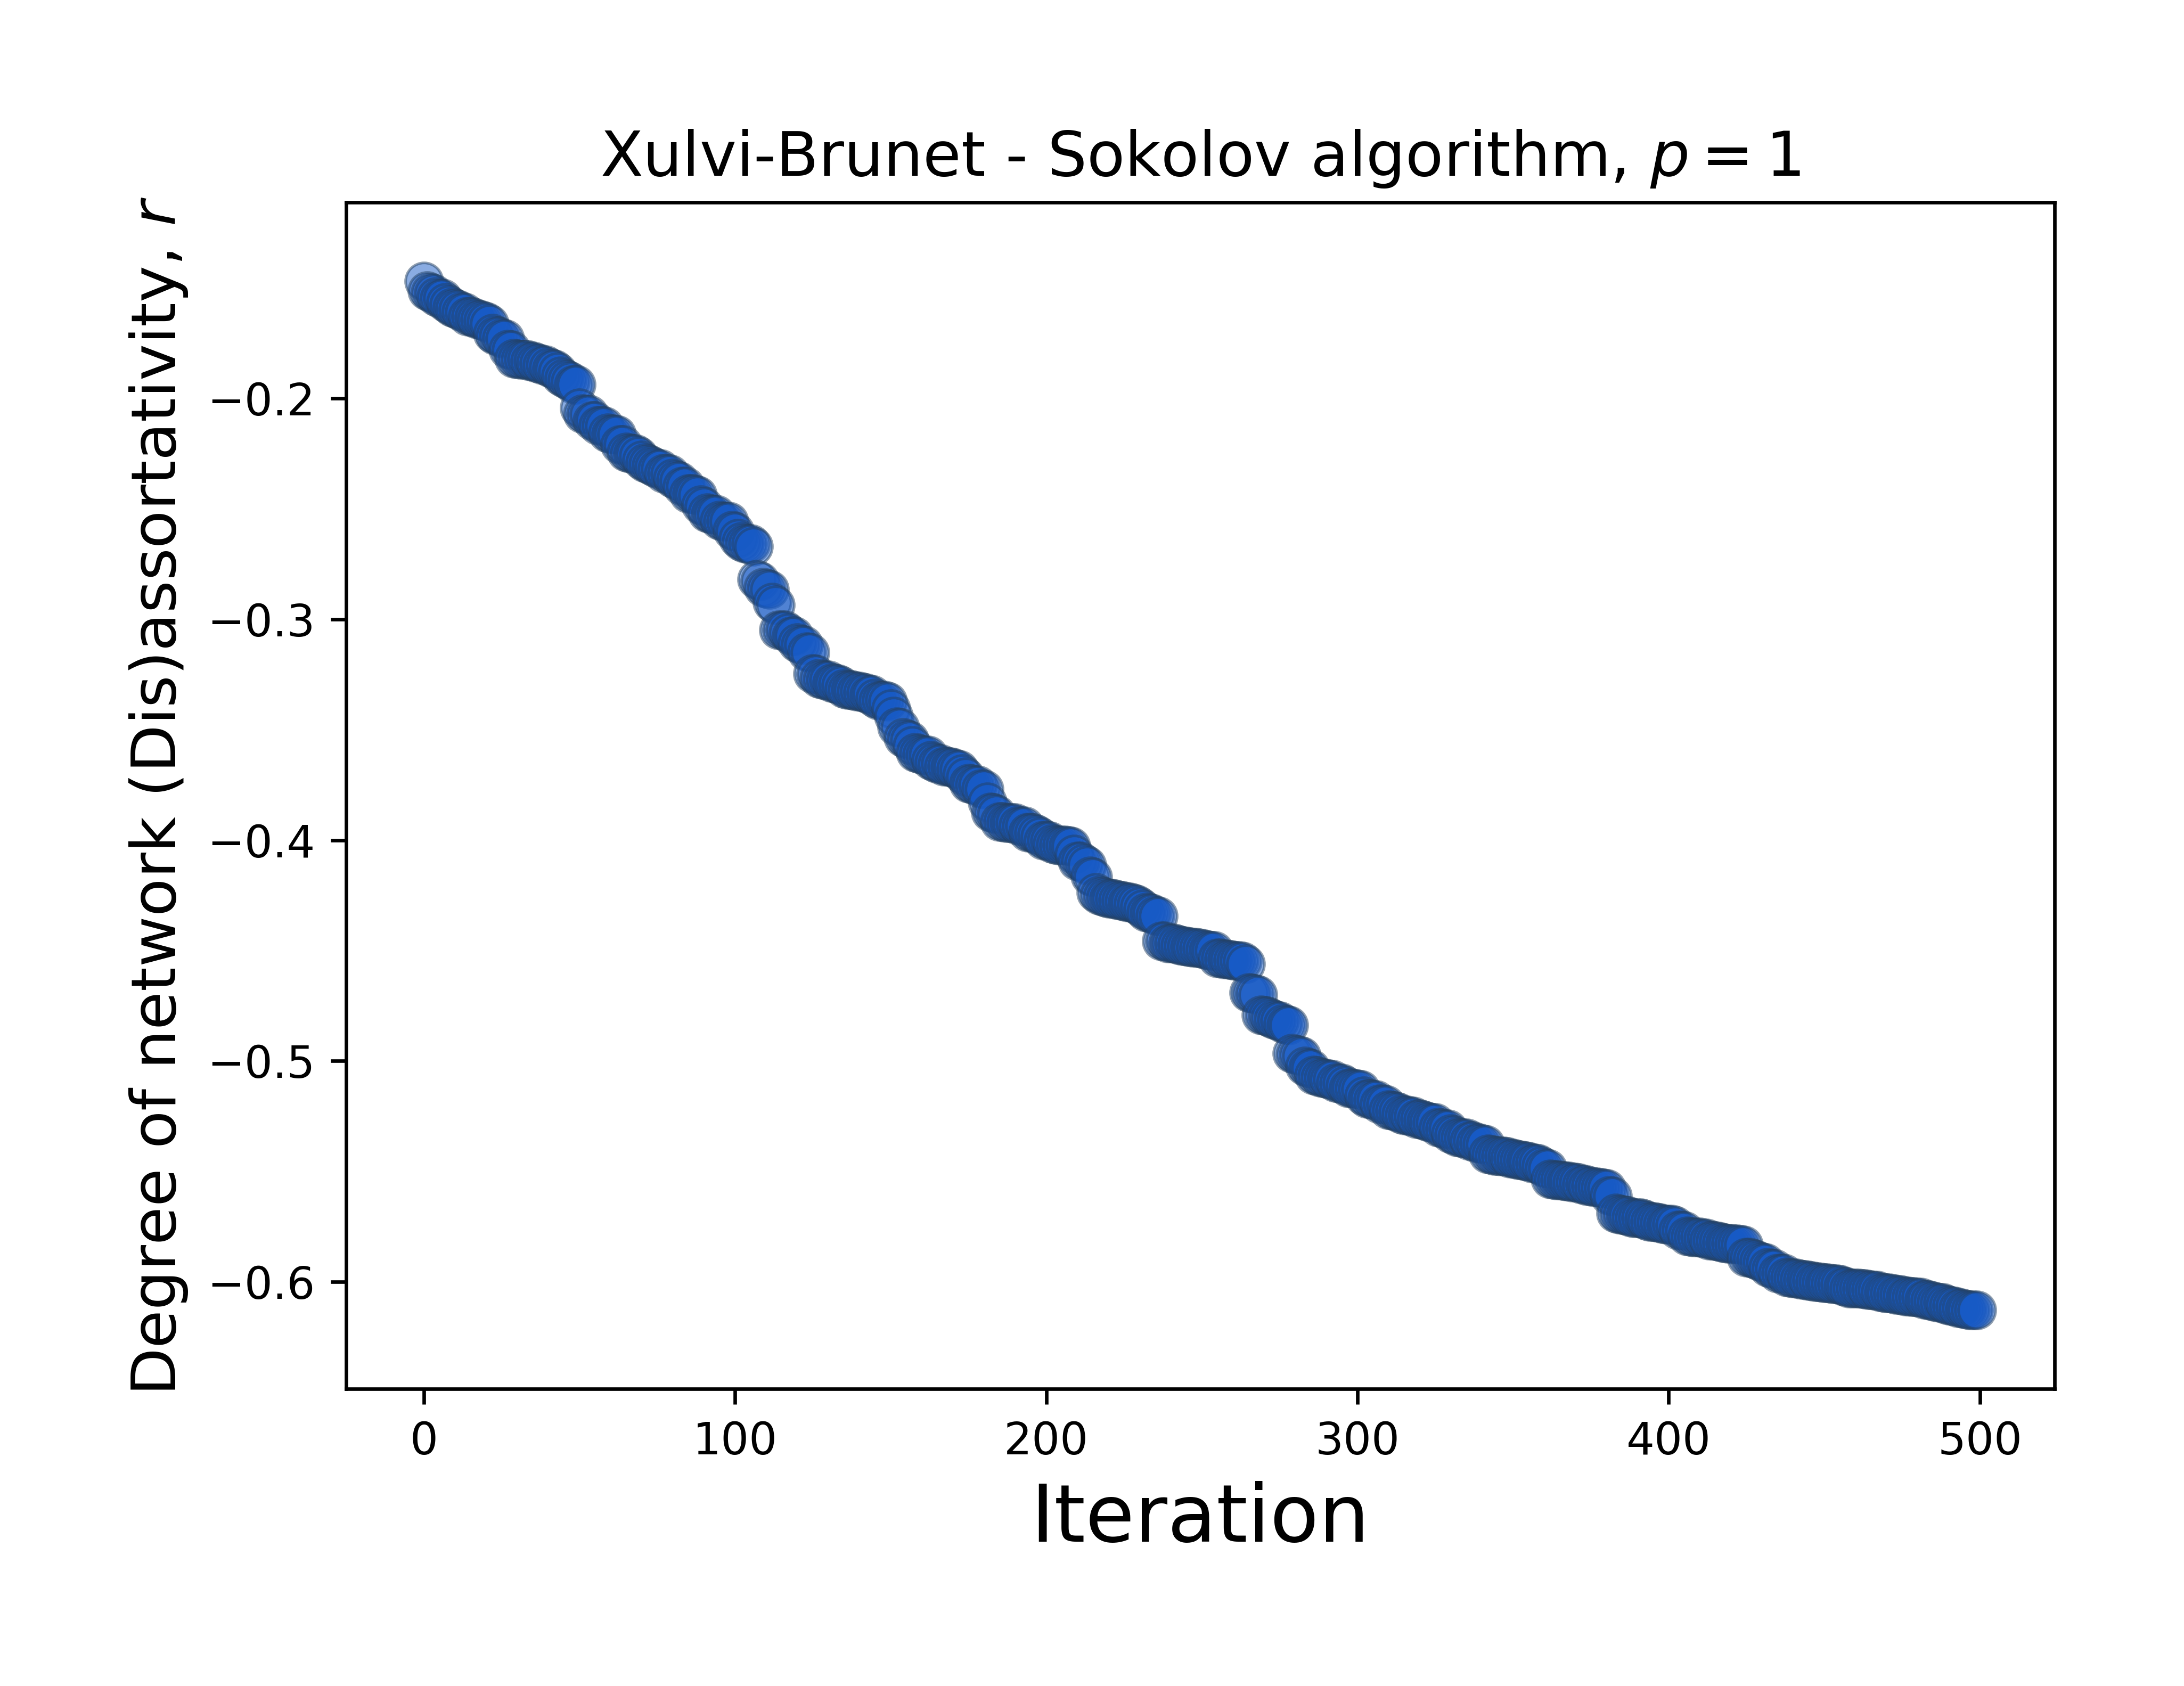 Xulvi-Brunet - Sokolov algorithm, p = 1
Degree of network (Dis)assortativity, r
−0.2
−0.3
−0.4
−0.5
−0.6
0 100 200 300 400 500
Iteration